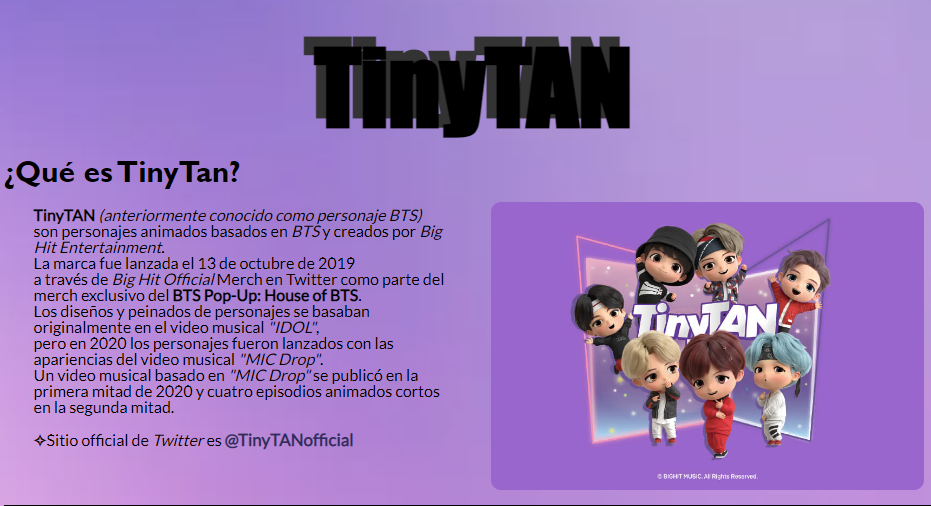 TinyTAN
¿Qué es TinyTan?
TinyTAN (anteriormente conocido como personaje BTS)
son personajes animados basados en BTS y creados por Big
Hit Entertainment.
La marca fue lanzada el 13 de octubre de 2019
a través de Big Hit Official Merch en Twitter como parte del
merch exclusivo del BTS Pop-Up: House of BTS.
Los diseños y peinados de personajes se basaban
originalmente en el video musical "IDOL",
pero en 2020 los personajes fueron lanzados con las
apariencias del video musical "MIC Drop".
Un video musical basado en "MIC Drop" se publicó en la
primera mitad de 2020 y cuatro episodios animados cortos
en la segunda mitad.
✧Sitio official de Twitter es @TinyTANofficial
TinyTAN
© BIGHIT MUSIC. All Rights Reserved.